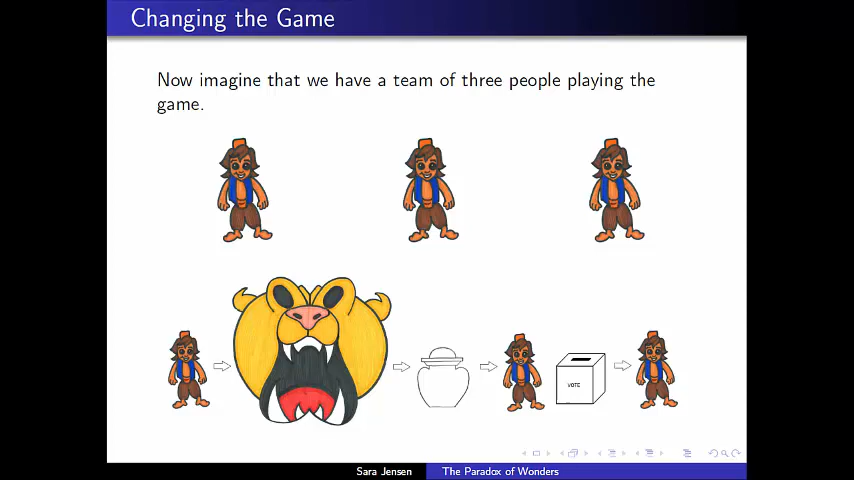 Changing the Game
Now imagine that we have a team of three people playing the
game.
VOTE
Sara Jensen
The Paradox of Wonders